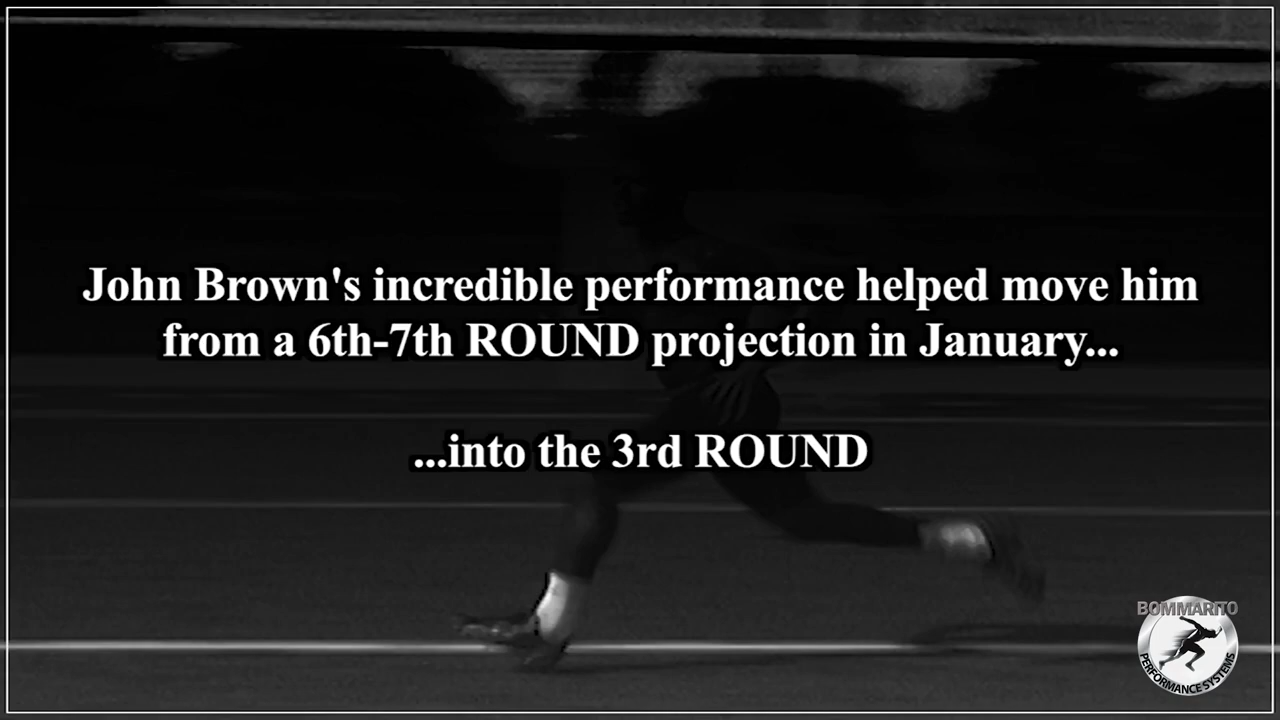 John Brown's incredible performance helped move him
from a 6th-7th ROUND projection in January...
...into the 3rd ROUND
BOMMARITO
PERFORMANCE SYSTEMS